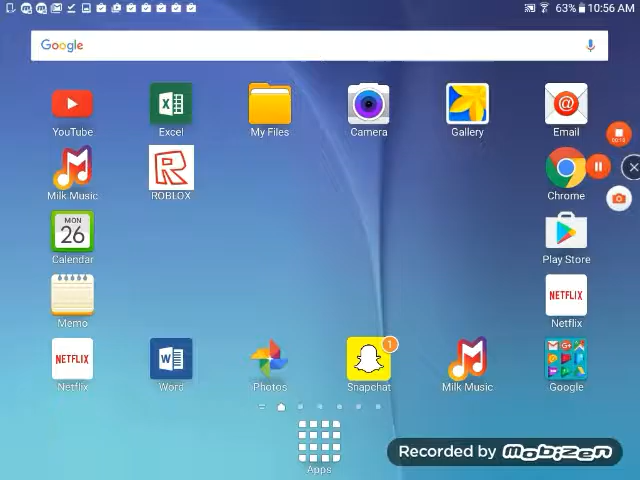 63% 10:56 AM
Google
YouTube
Excel
My Files
Camera
Gallery
Email
Milk Music
ROBLOX
Chrome
MON
26
Calendar
Play Store
Memo
NETFLIX
Netflix
NETFLIX
Netflix
Word
Photos
1
Snapchat
Milk Music
Google
Apps
Recorded by mobizen